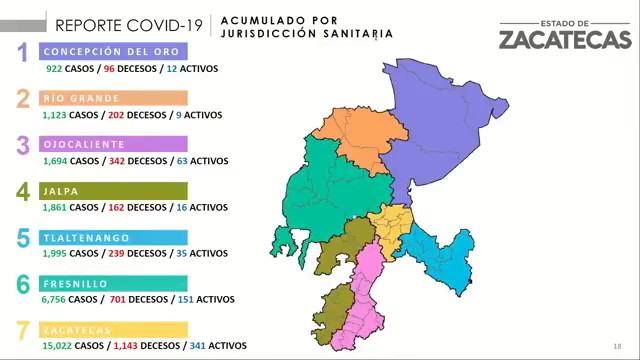 REPORTE COVID-19
ACUMULADO POR
JURISDICCIÓN SANITARIA
ESTADO DE
ZACATECAS
1 CONCEPCIÓN DEL ORO
922 CASOS / 96 DECESOS / 12 ACTIVOS
2 RÍO GRANDE
1,123 CASOS / 202 DECESOS / 9 ACTIVOS
3 OJOCALIENTE
1,694 CASOS / 342 DECESOS / 63 ACTIVOS
4 JALPA
1,861 CASOS / 162 DECESOS / 16 ACTIVOS
5 TLALTENANGO
1,995 CASOS / 239 DECESOS / 35 ACTIVOS
6 FRESNILLO
6,756 CASOS / 701 DECESOS / 151 ACTIVOS
7 ZACATECAS
15,022 CASOS / 1,143 DECESOS / 341 ACTIVOS
18